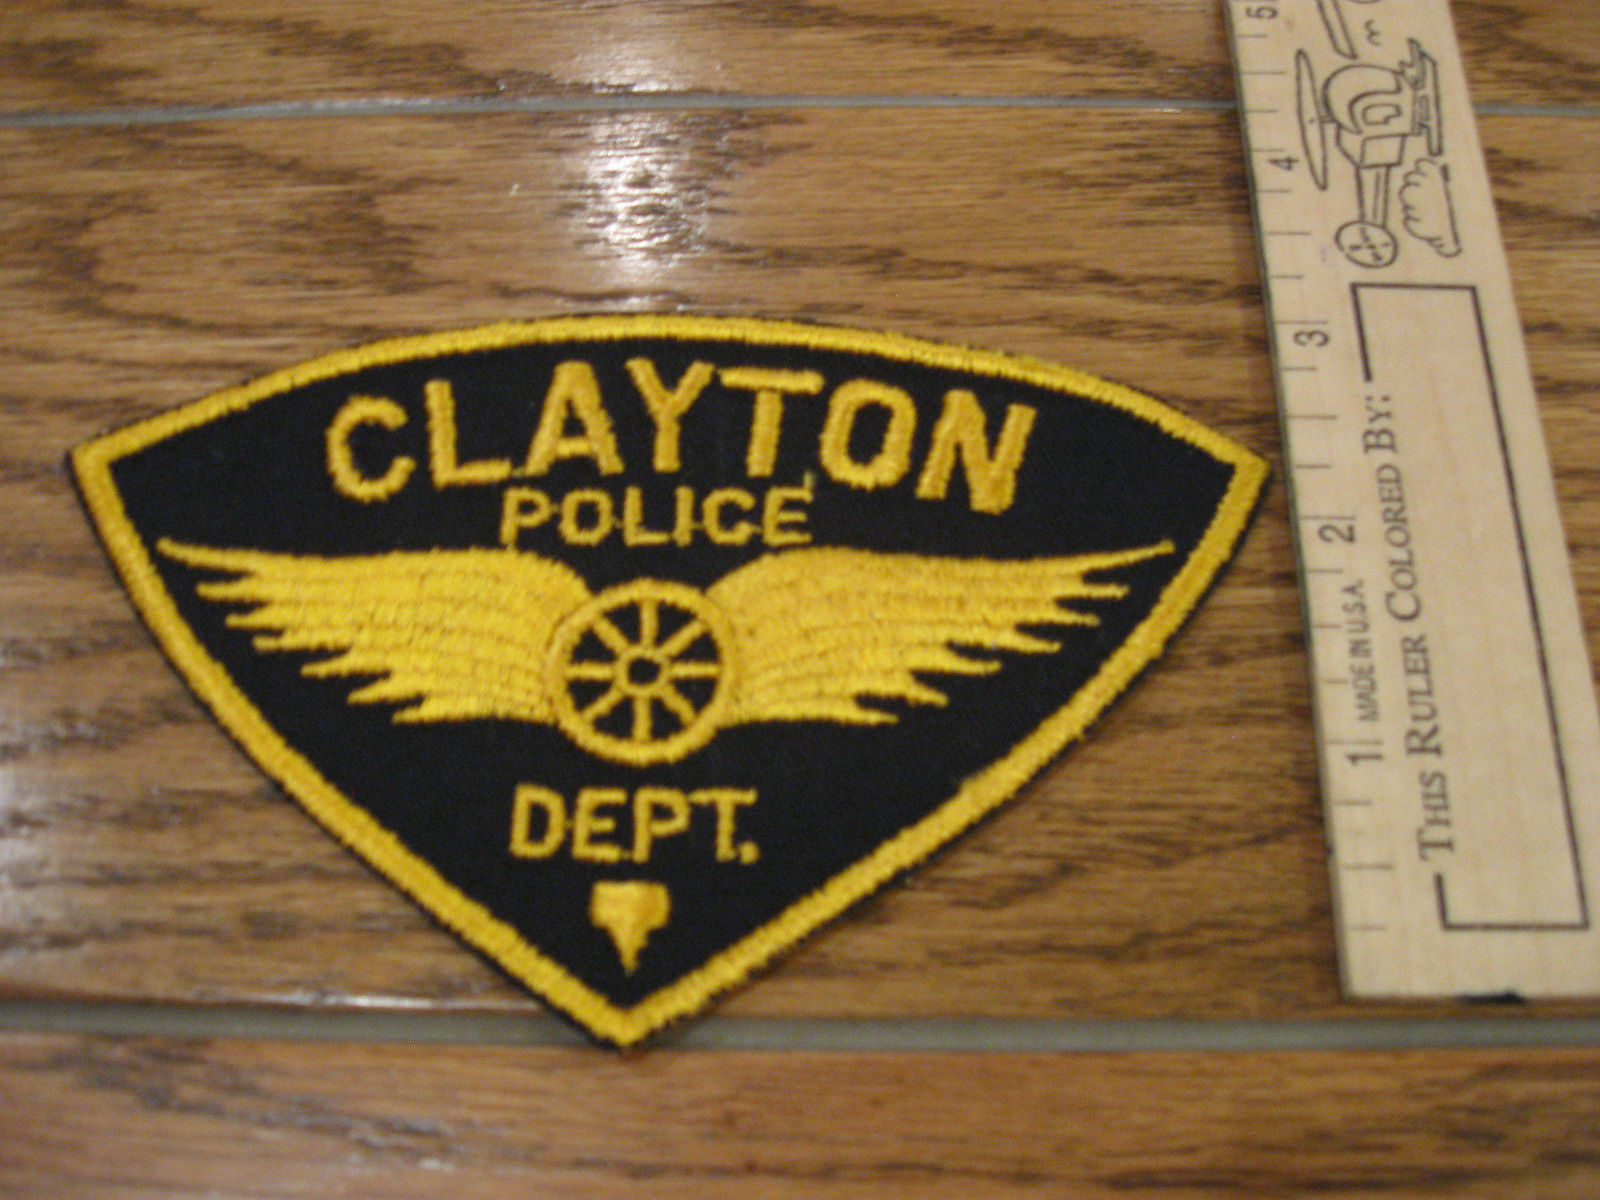 CLAYTON
POLICE
DEPT.
5
4
3
2
1
MADE IN U.S.A.
THIS RULER COLORED BY: